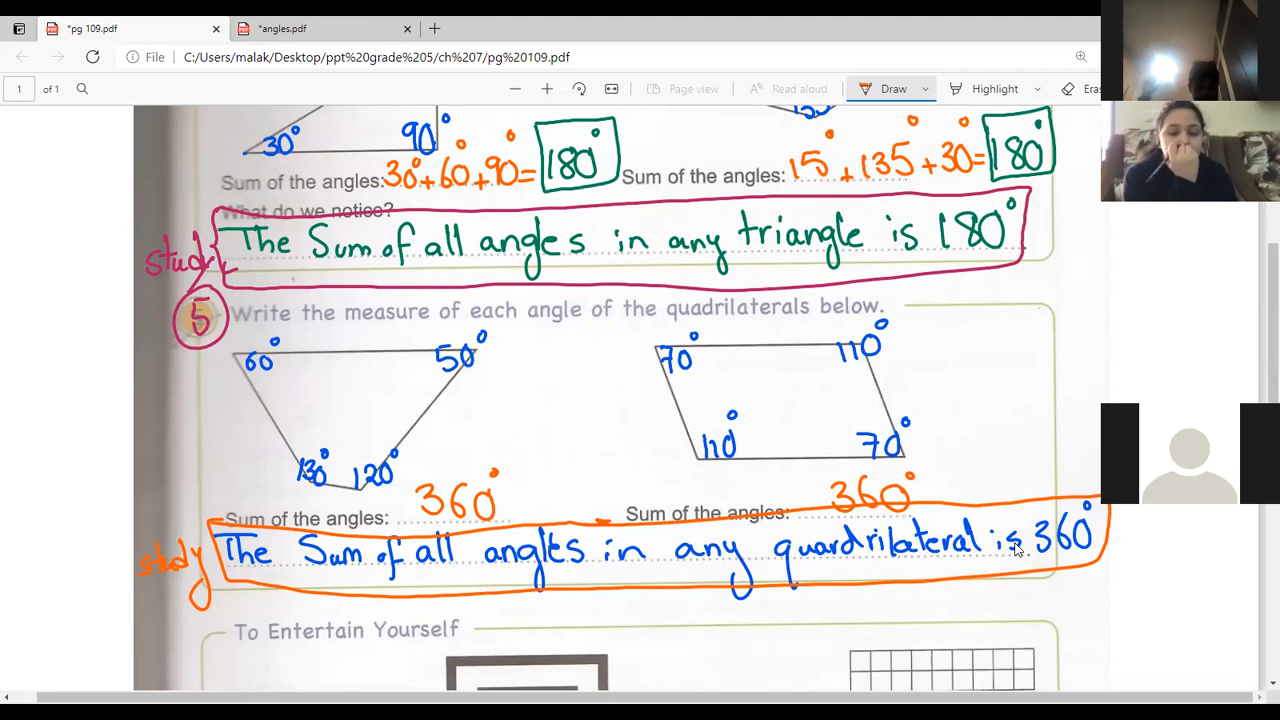 *pg 109.pdf
*angles.pdf
File C:/Users/malak/Desktop/ppt%20grade%205/ch%207/pg%20109.pdf
1 of 1 Page view Read aloud Draw Highlight Eras
30° 90°
Sum of the angles: 30°+60°+90°= 180° Sum of the angles: 15°+135°+30°= 180°
What do we notice?
study The Sum of all angles in any triangle is 180°
5 Write the measure of each angle of the quadrilaterals below.
60° 50° 70° 110°
130° 120° 110° 70°
Sum of the angles: 360° Sum of the angles: 360°
study The Sum of all angles in any quardrilateral is 360°
To Entertain Yourself